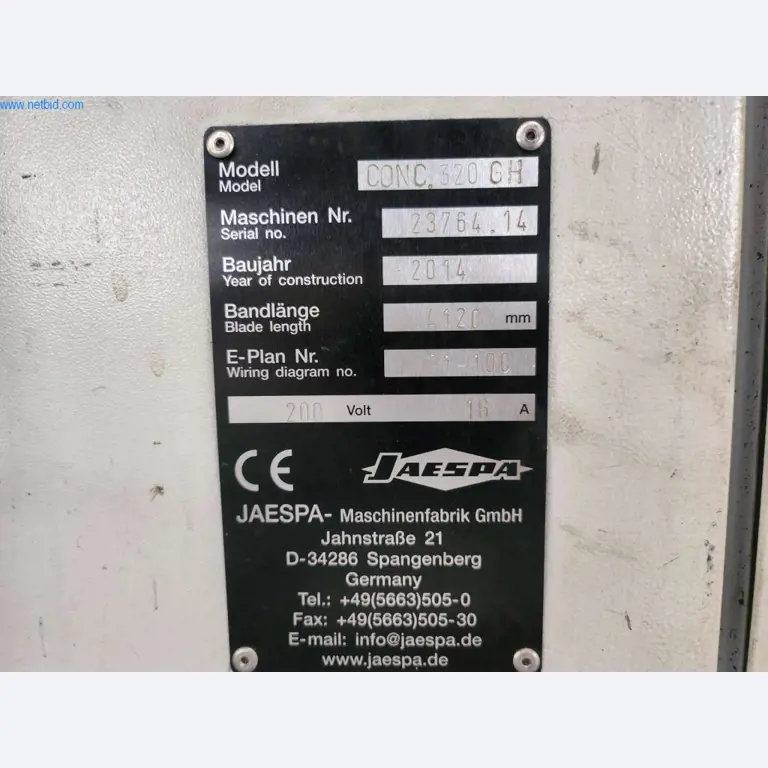 www.netbid.com
Modell
Model
CONC. 320 GH
Maschinen Nr.
Serial no.
23764.14
Baujahr
Year of construction
2014
Bandlänge
Blade length
4120 mm
E-Plan Nr.
Wiring diagram no.
Volt 16 A
CE JAESPA
JAESPA- Maschinenfabrik GmbH
Jahnstraße 21
D-34286 Spangenberg
Germany
Tel.: +49(5663)505-0
Fax: +49(5663)505-30
E-mail: info@jaespa.de
www.jaespa.de